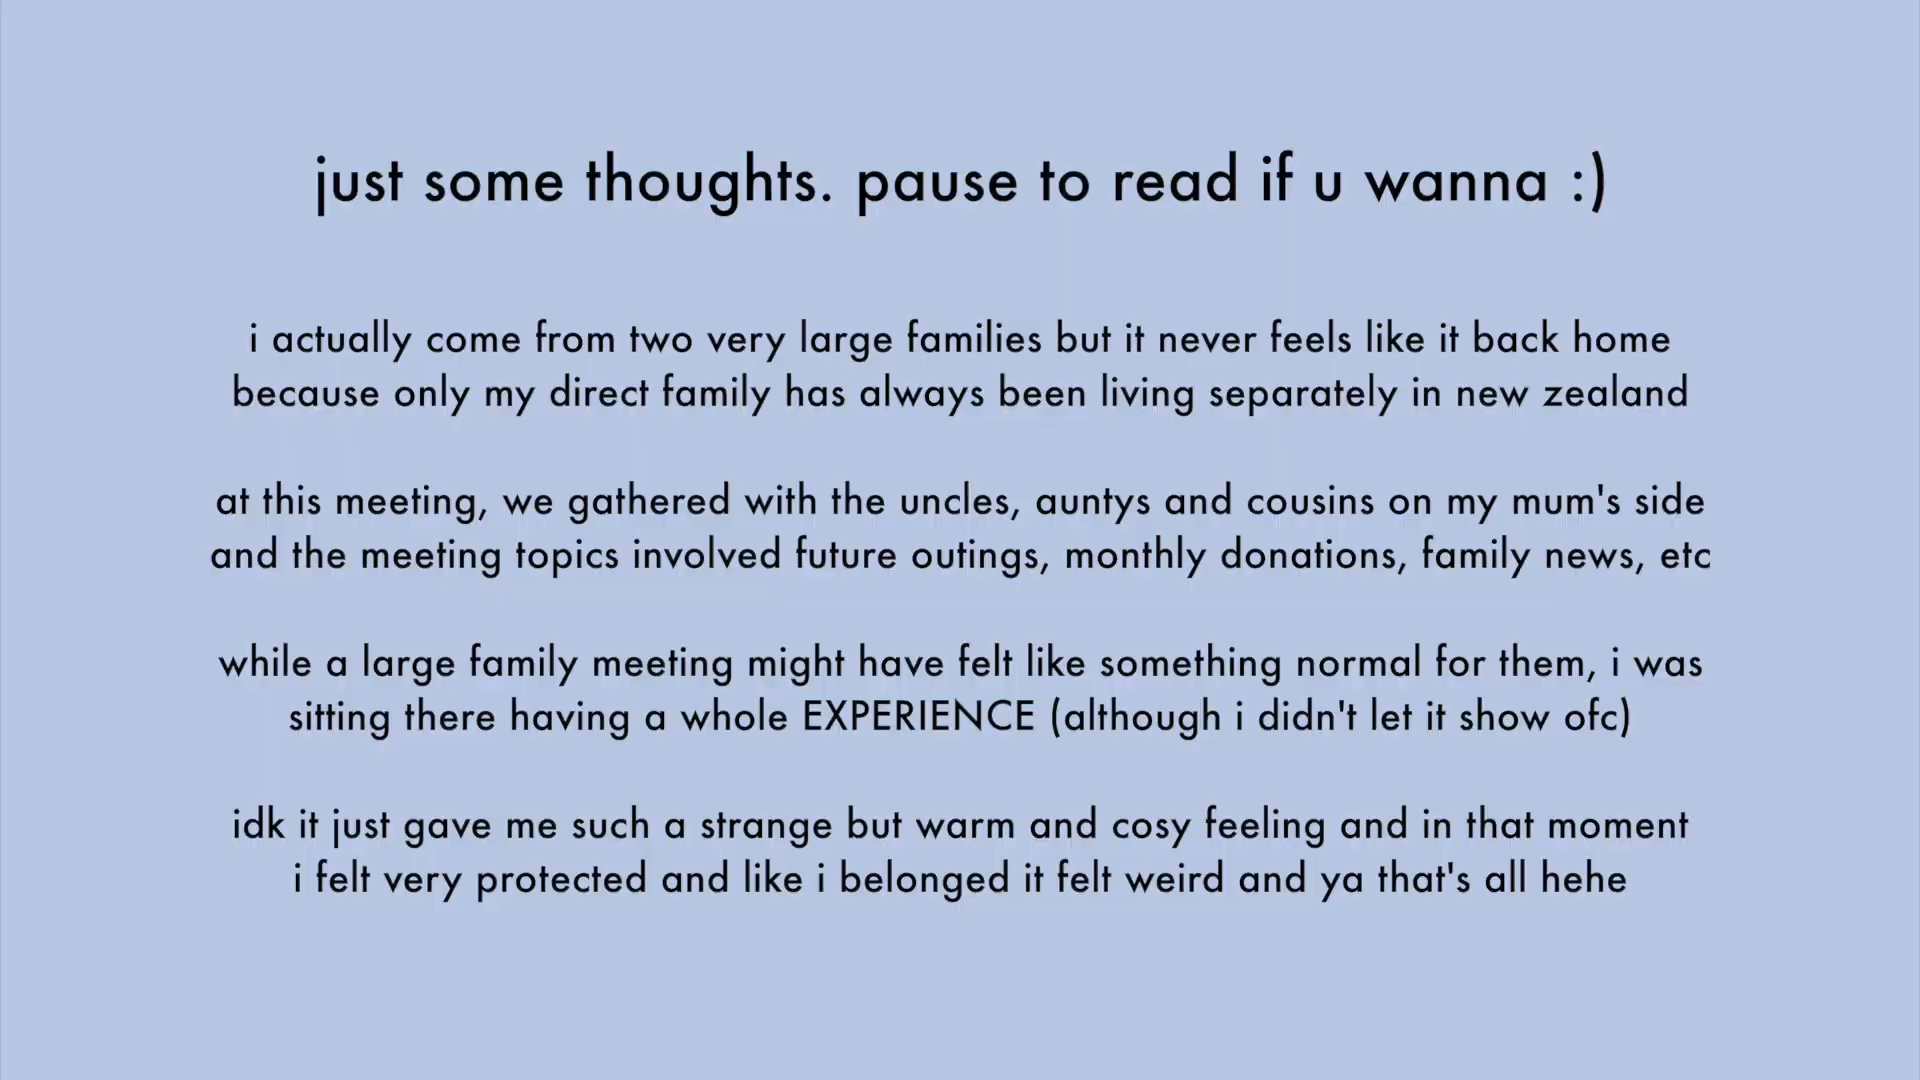 just some thoughts. pause to read if u wanna :)
i actually come from two very large families but it never feels like it back home
because only my direct family has always been living separately in new zealand
at this meeting, we gathered with the uncles, auntys and cousins on my mum's side
and the meeting topics involved future outings, monthly donations, family news, etc
while a large family meeting might have felt like something normal for them, i was
sitting there having a whole EXPERIENCE (although i didn't let it show ofc)
idk it just gave me such a strange but warm and cosy feeling and in that moment
i felt very protected and like i belonged it felt weird and ya that's all hehe